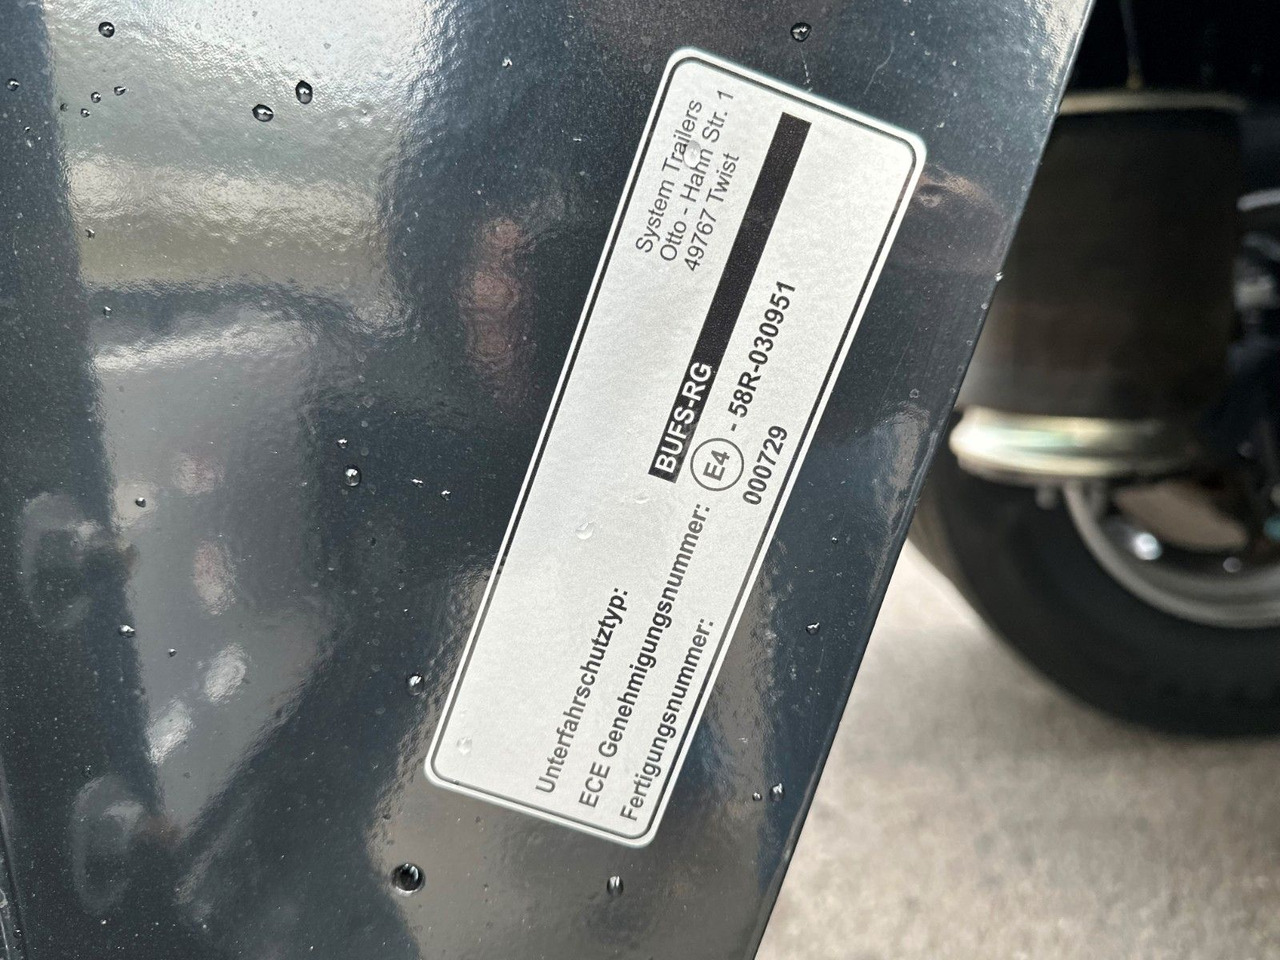 System Trailers
Otto - Hahn Str. 1
49767 Twist
Unterfahrschutztyp: BUFS-RG
ECE Genehmigungsnummer: E4 - 58R-030951
Fertigungsnummer: 000729